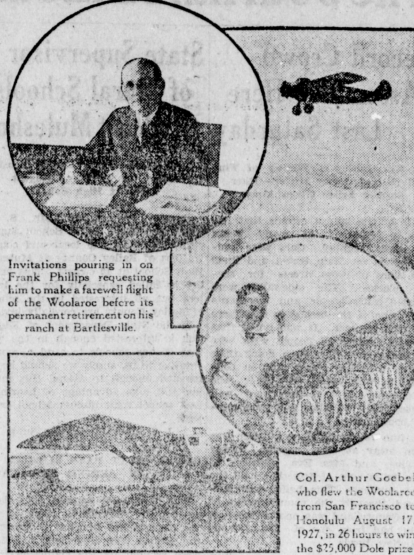 Invitations pouring in on
Frank Phillips requesting
him to make a farewell flight
of the Woolaroc before its
permanent retirement on his
ranch at Bartlesville.
WOOLAROC
Col. Arthur Goebel
who flew the Woolaroc
from San Francisco to
Honolulu August 17,
1927, in 26 hours to win
the $25,000 Dole prize